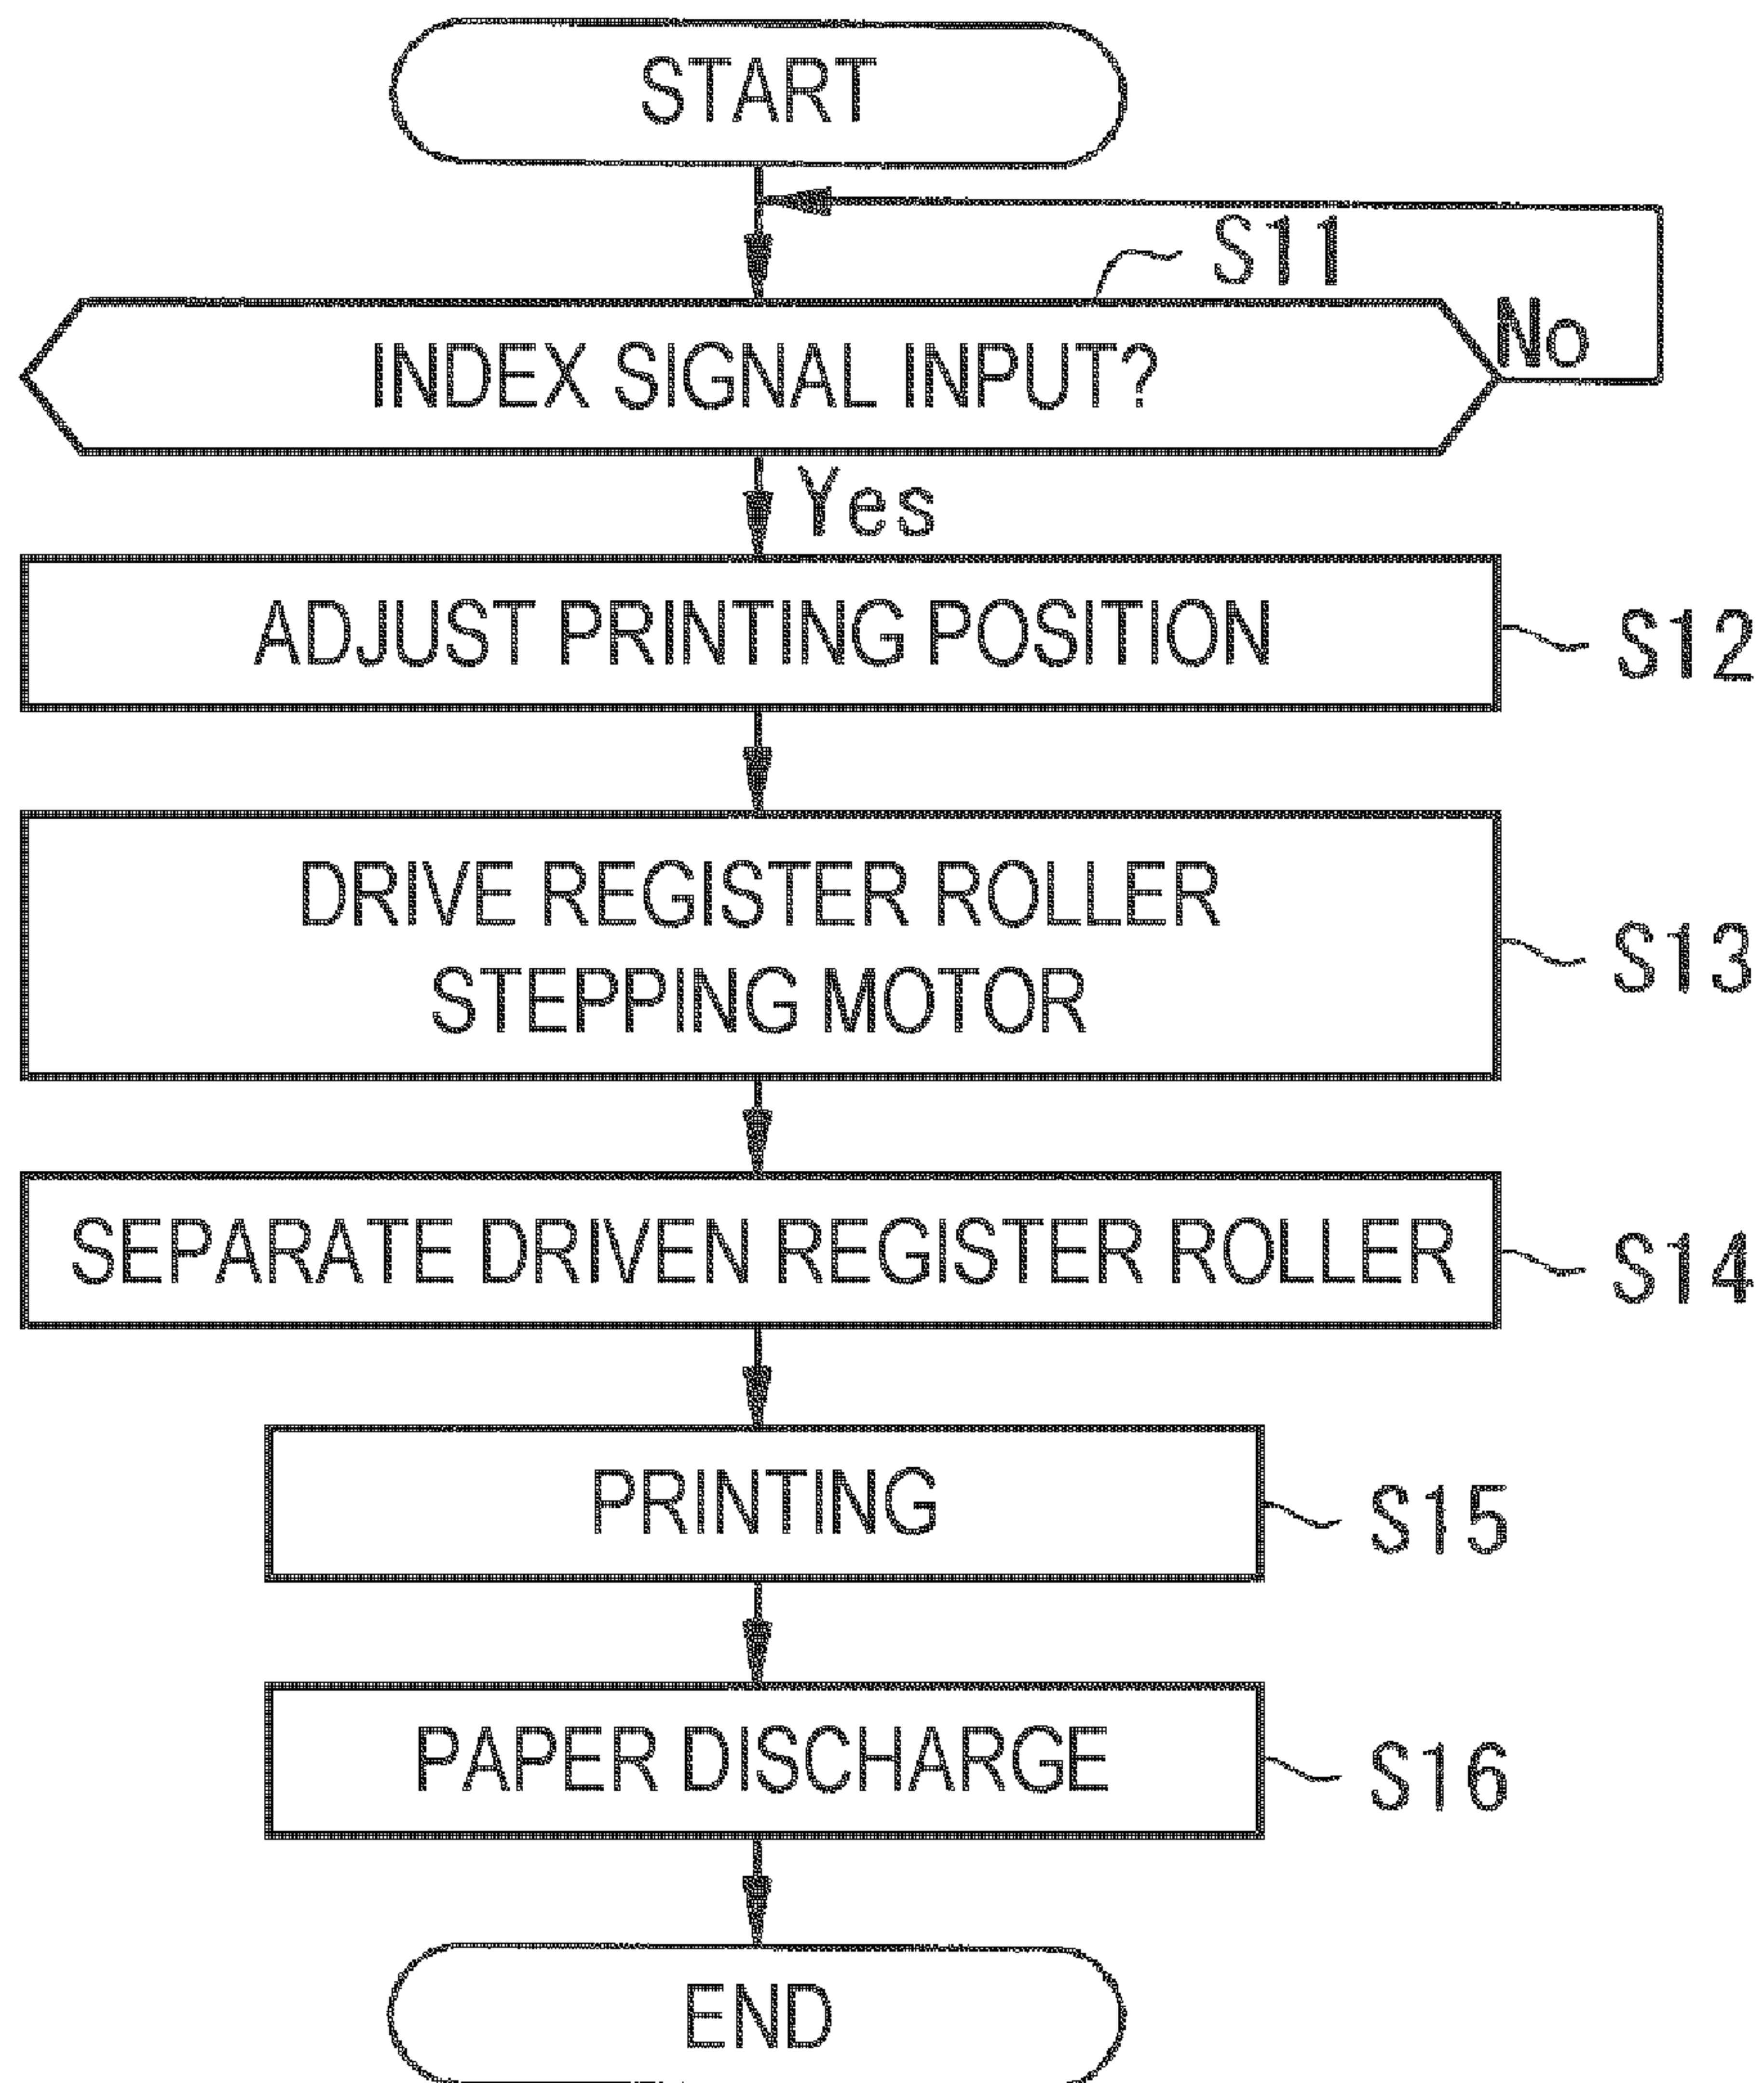 START
S11
INDEX SIGNAL INPUT?
No
Yes
ADJUST PRINTING POSITION
S12
DRIVE REGISTER ROLLER
STEPPING MOTOR
S13
SEPARATE DRIVEN REGISTER ROLLER
S14
PRINTING
S15
PAPER DISCHARGE
S16
END